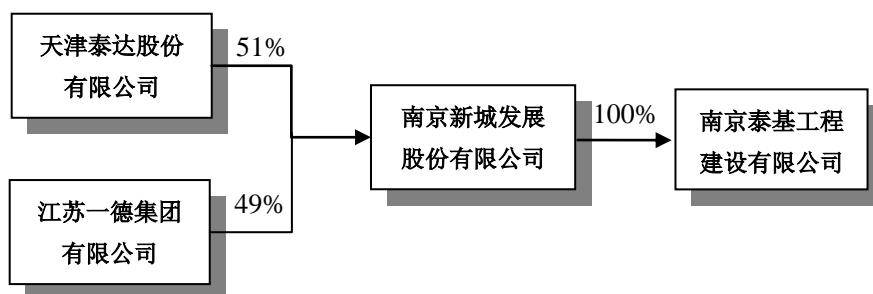 天津泰达股份
有限公司
51%
江苏一德集团
有限公司
49%
南京新城发展
股份有限公司
100%
南京泰基工程
建设有限公司